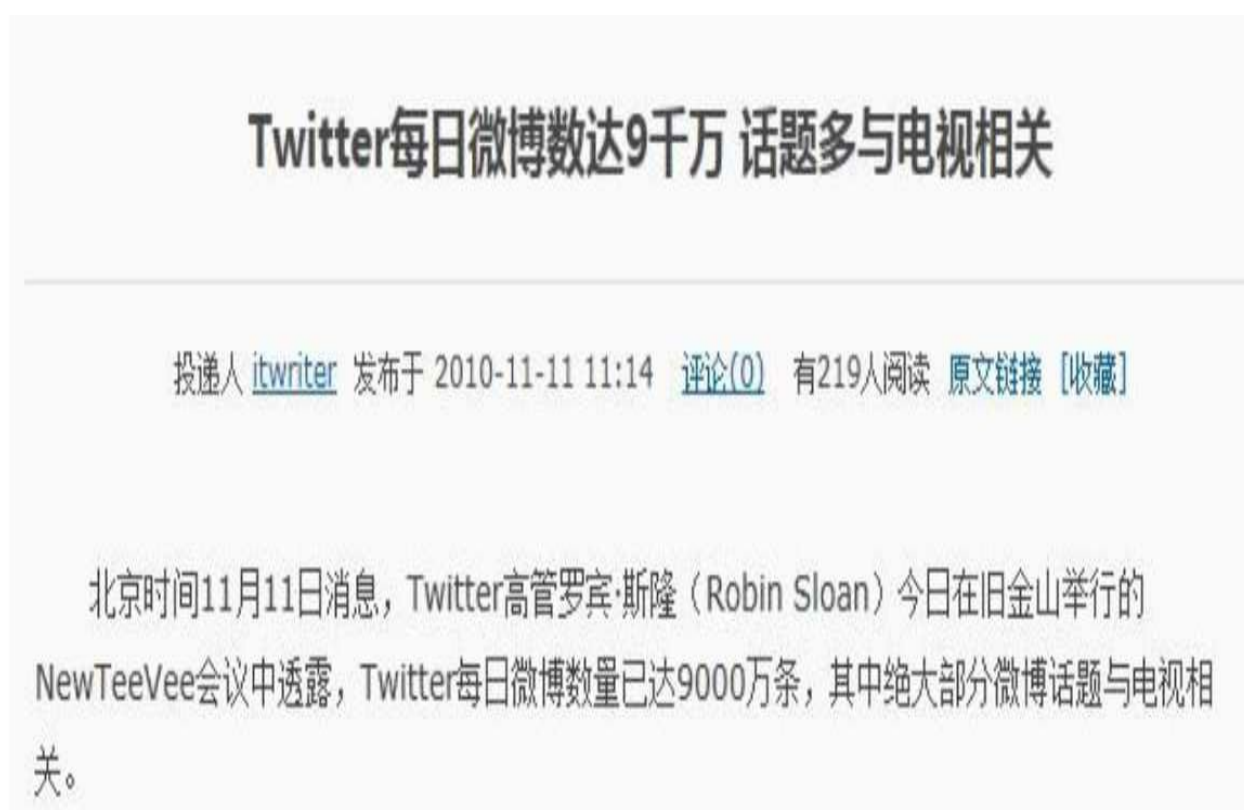 Twitter每日微博数达9千万 话题多与电视相关
投递人 itwriter 发布于 2010-11-11 11:14 评论(0) 有219人阅读 原文链接 [收藏]
北京时间11月11日消息，Twitter高管罗宾·斯隆（Robin Sloan）今日在旧金山举行的
NewTeeVee会议中透露，Twitter每日微博数量已达9000万条，其中绝大部分微博话题与电视相
关。